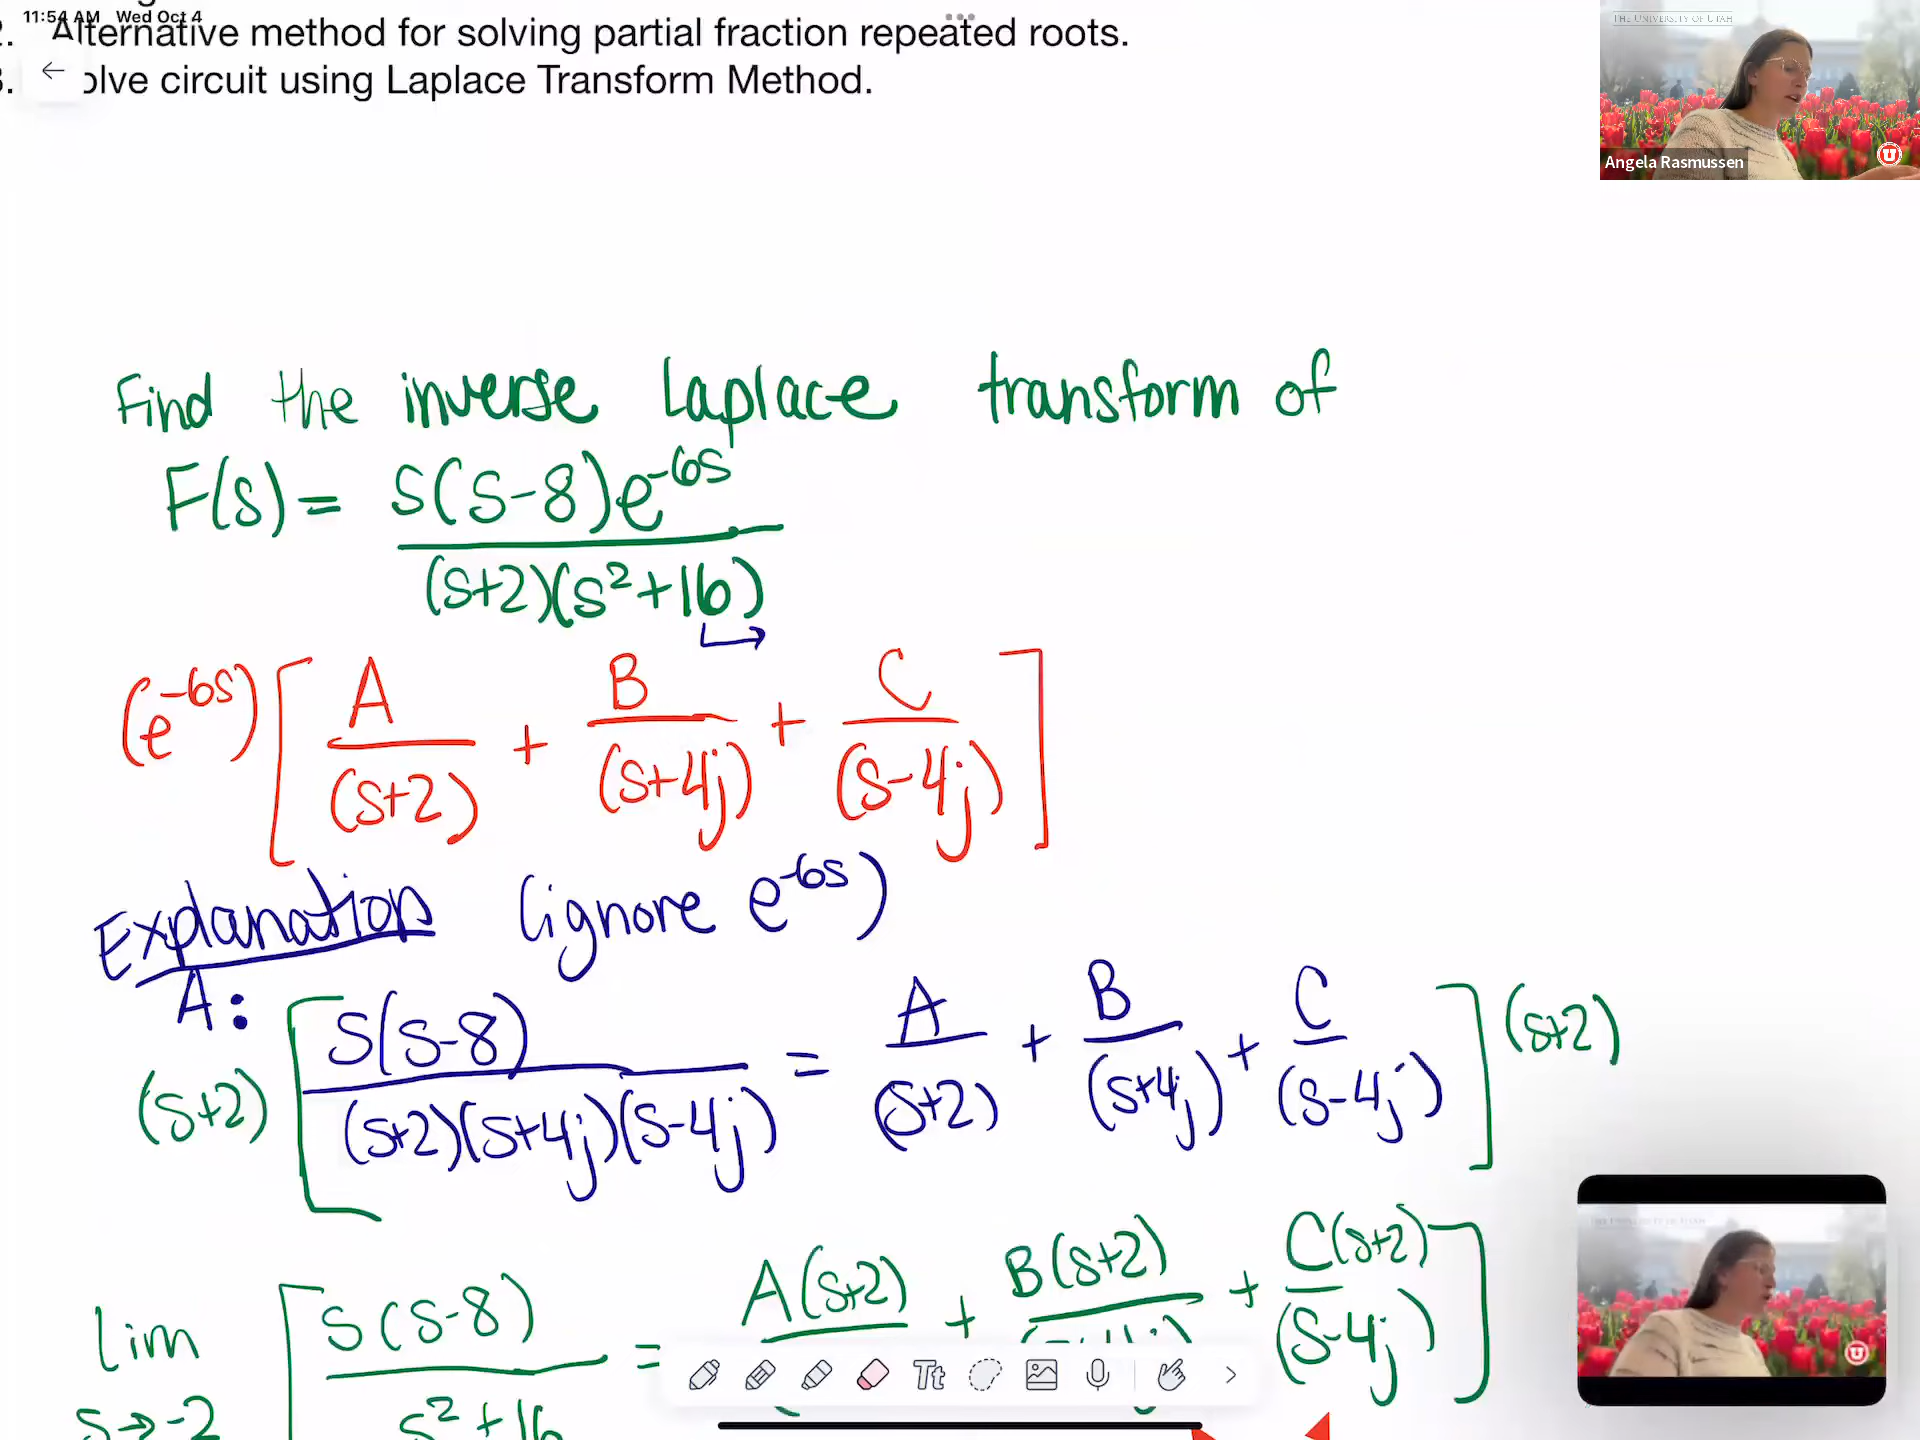 11:54 AM Wed Oct 4
2. Alternative method for solving partial fraction repeated roots.
3. olve circuit using Laplace Transform Method.
THE UNIVERSITY OF UTAH
Angela Rasmussen
U
Find the inverse Laplace transform of
F(s) = s(s-8)e^-6s
(s+2)(s²+16)
(e^-6s) [ A/(s+2) + B/(s+4j) + C/(s-4j) ]
Explanation (ignore e^-6s)
A:
(s+2) [ s(s-8)/((s+2)(s+4j)(s-4j)) = A/(s+2) + B/(s+4j) + C/(s-4j) ] (s+2)
lim s→-2 [ s(s-8)/(s²+16) = A(s+2) + B(s+2) + C(s+2)/(s-4j) ]
Tt
U